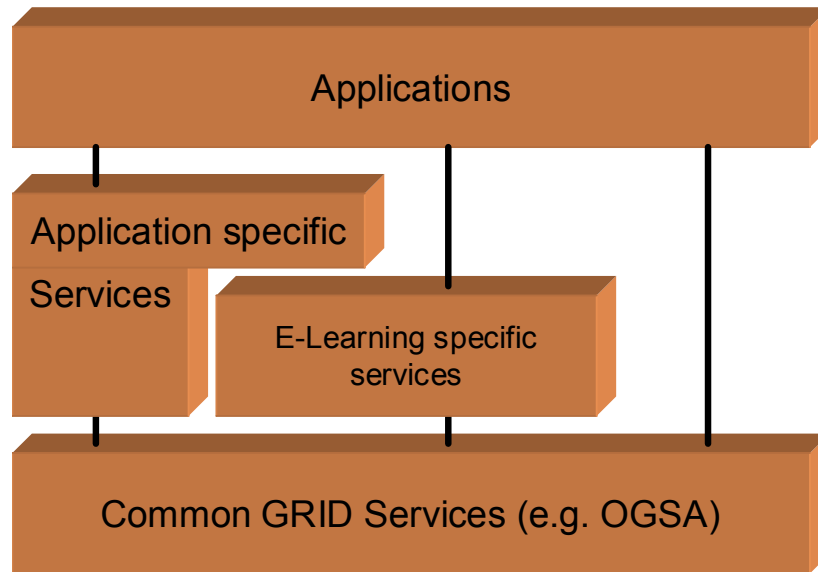 Applications
Application specific
Services
E-Learning specific
services
Common GRID Services (e.g. OGSA)